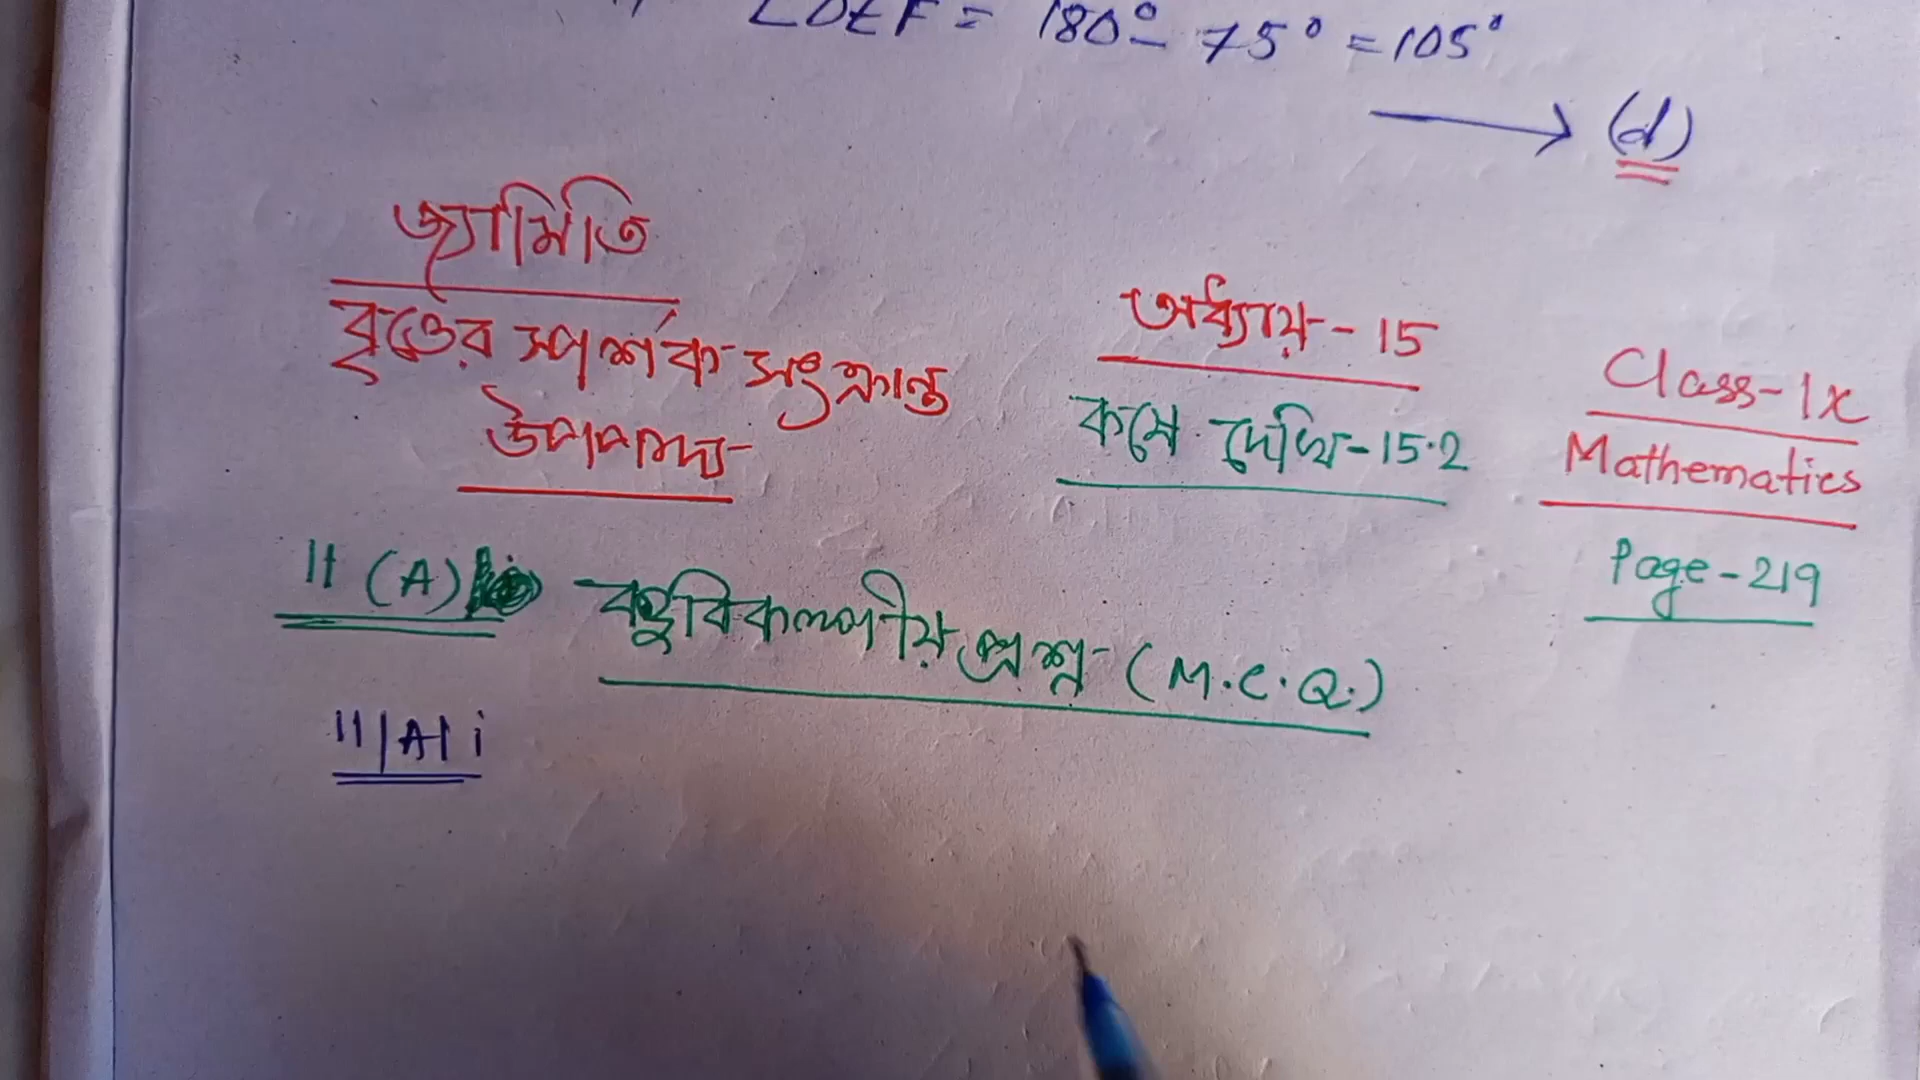 ∠DEF = 180° - 75° = 105°
→ (d)
জ্যামিতি
বৃত্তের স্পর্শক সংক্রান্ত
উপপাদ্য
অধ্যায় - 15
কষে দেখি - 15.2
Class - IX
Mathematics
Page - 219
11 (A) বহুবিকল্পীয় প্রশ্ন (M.C.Q.)
11|A| i